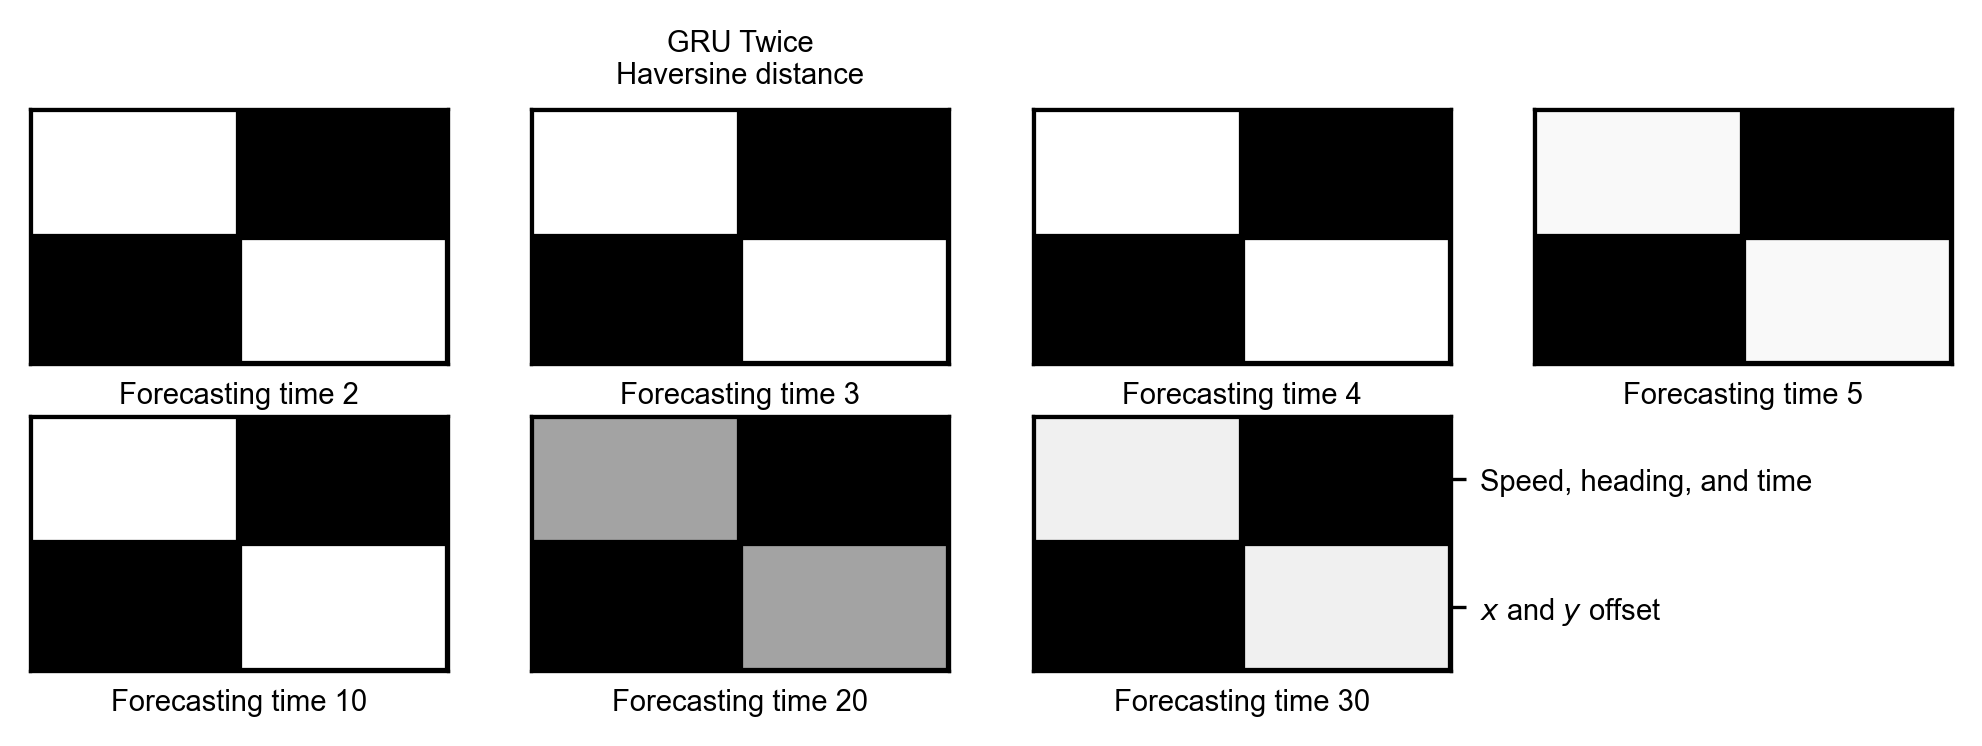 GRU Twice
Haversine distance
Forecasting time 2
Forecasting time 3
Forecasting time 4
Forecasting time 5
Speed, heading, and time
x and y offset
Forecasting time 10
Forecasting time 20
Forecasting time 30